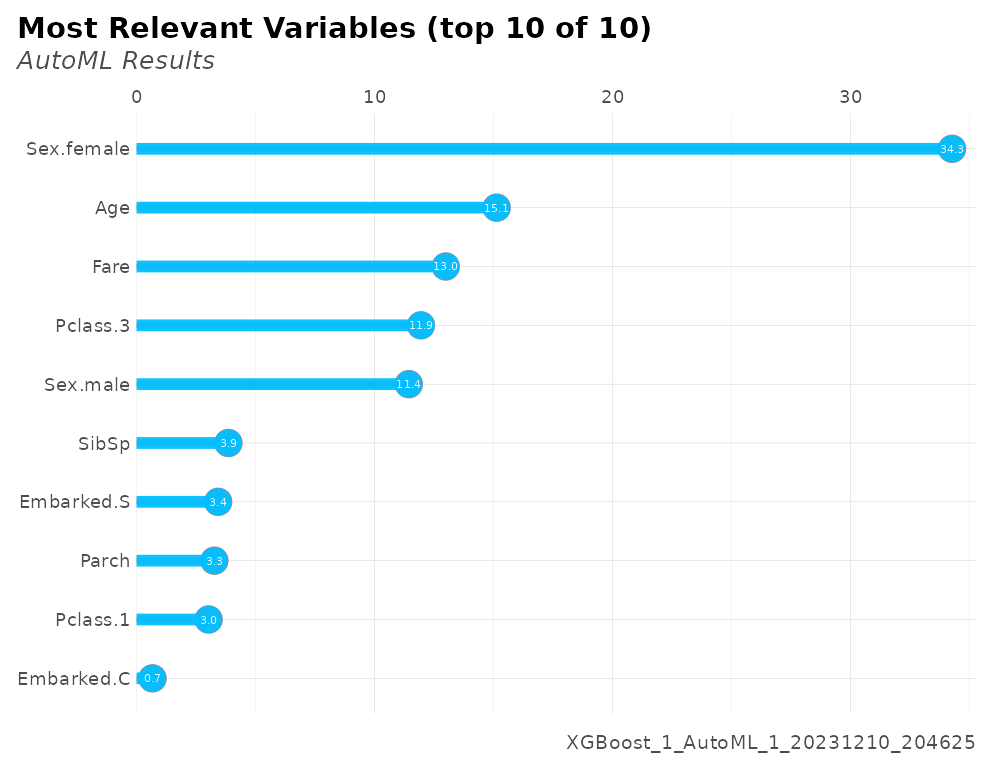 Most Relevant Variables (top 10 of 10)
AutoML Results
0 10 20 30
Sex.female 34.3
Age 15.1
Fare 13.0
Pclass.3 11.9
Sex.male 11.4
SibSp 3.9
Embarked.S 3.4
Parch 3.3
Pclass.1 3.0
Embarked.C 0.7
XGBoost_1_AutoML_1_20231210_204625